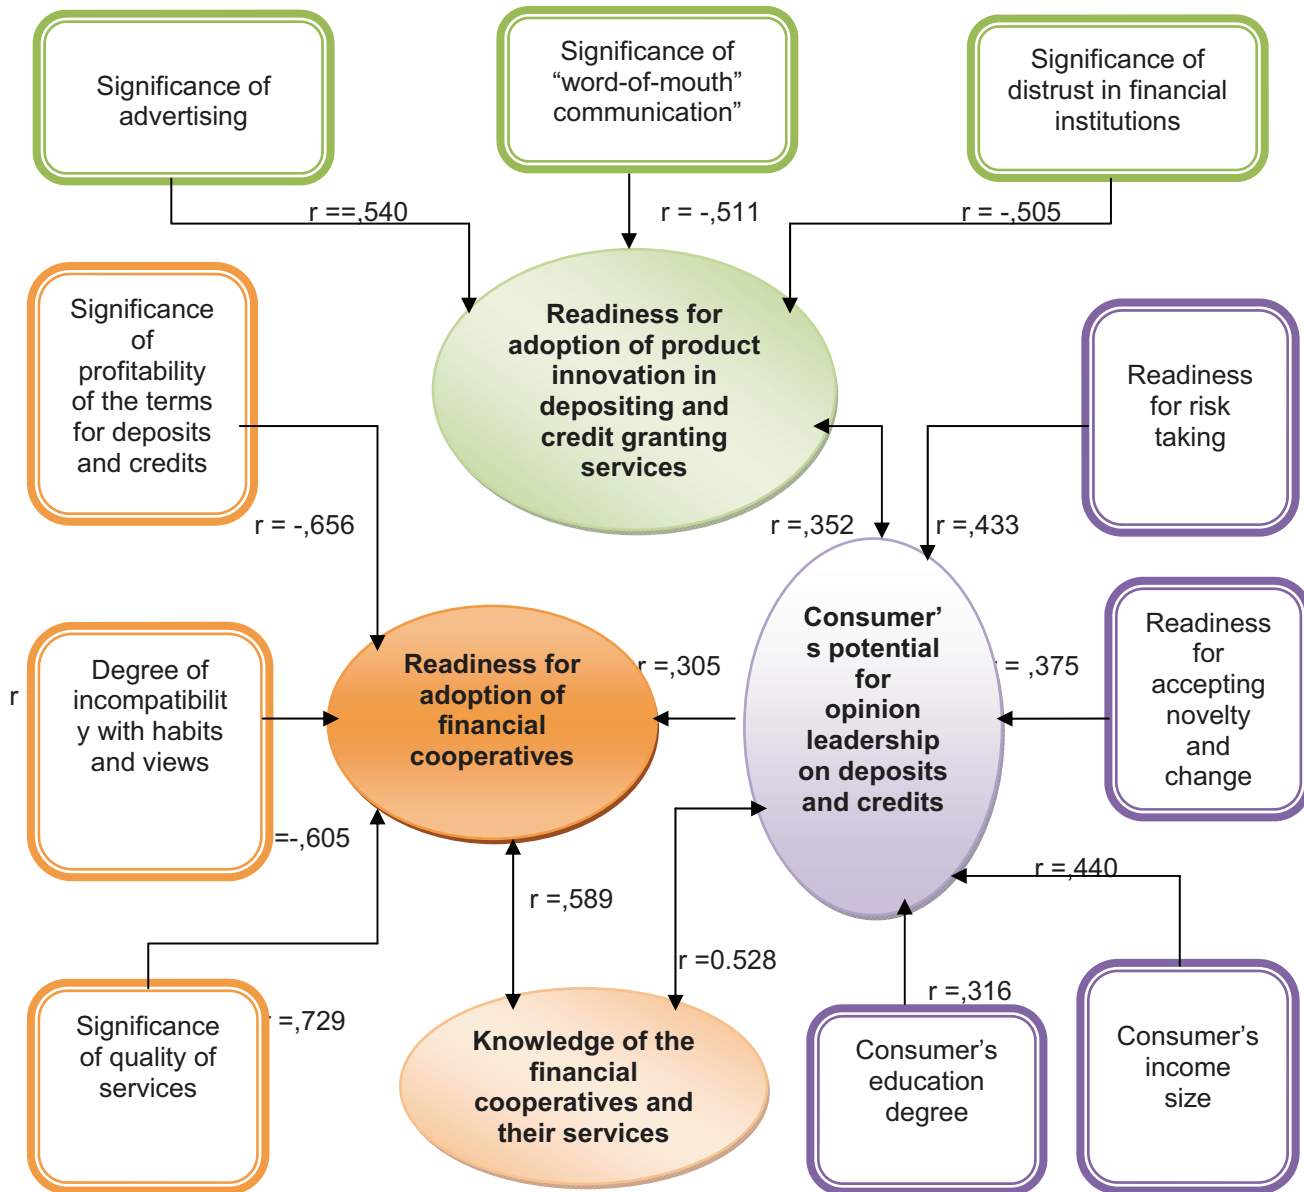 Significance of
advertising
Significance of
“word-of-mouth”
communication”
Significance of
distrust in financial
institutions
r ==,540
r = -,511
r = -,505
Significance
of
profitability
of the terms
for deposits
and credits
Readiness for
adoption of product
innovation in
depositing and
credit granting
services
Readiness
for risk
taking
r = -,656
r =,352
r =,433
Degree of
incompatibilit
y with habits
and views
r
=-,605
Readiness for
adoption of
financial
cooperatives
r =,305
Consumer’
s potential
for
opinion
leadership
on deposits
and credits
r = ,375
Readiness
for
accepting
novelty
and
change
r =,589
r =0.528
r =,440
r =,316
Significance
of quality of
services
r =,729
Knowledge of the
financial
cooperatives and
their services
Consumer’s
education
degree
Consumer’s
income
size